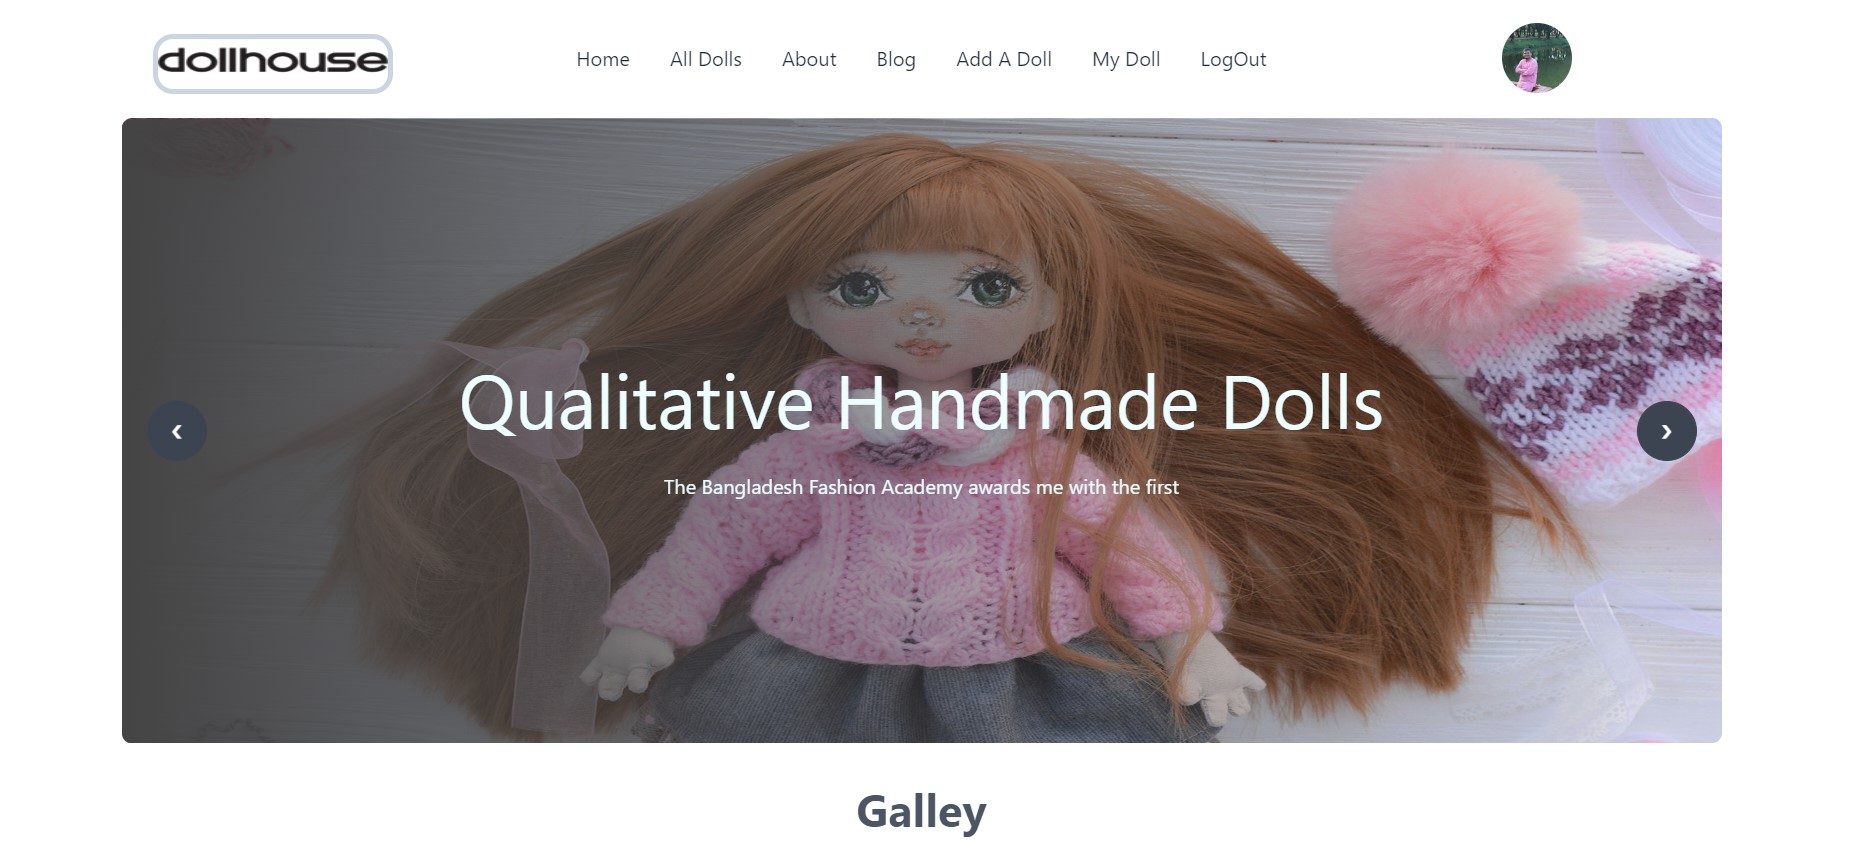 dollhouse
Home All Dolls About Blog Add A Doll My Doll LogOut
Qualitative Handmade Dolls
The Bangladesh Fashion Academy awards me with the first
Galley